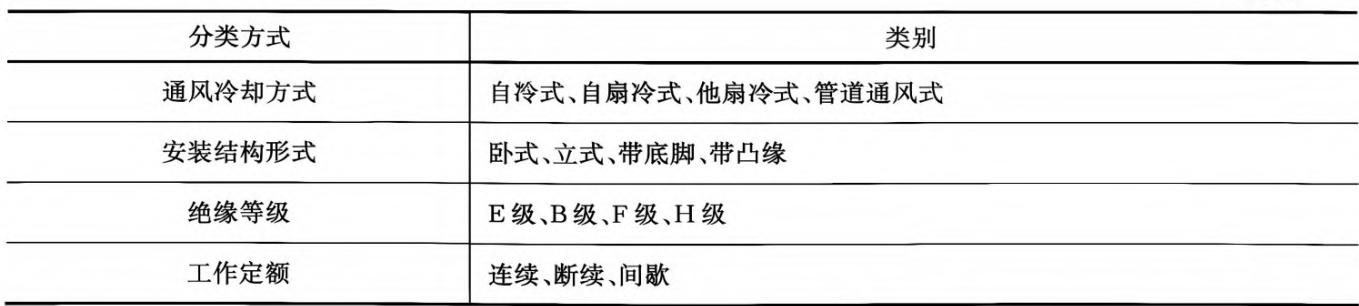 分类方式 类别
通风冷却方式 自冷式、自扇冷式、他扇冷式、管道通风式
安装结构形式 卧式、立式、带底脚、带凸缘
绝缘等级 E级、B级、F级、H级
工作定额 连续、断续、间歇